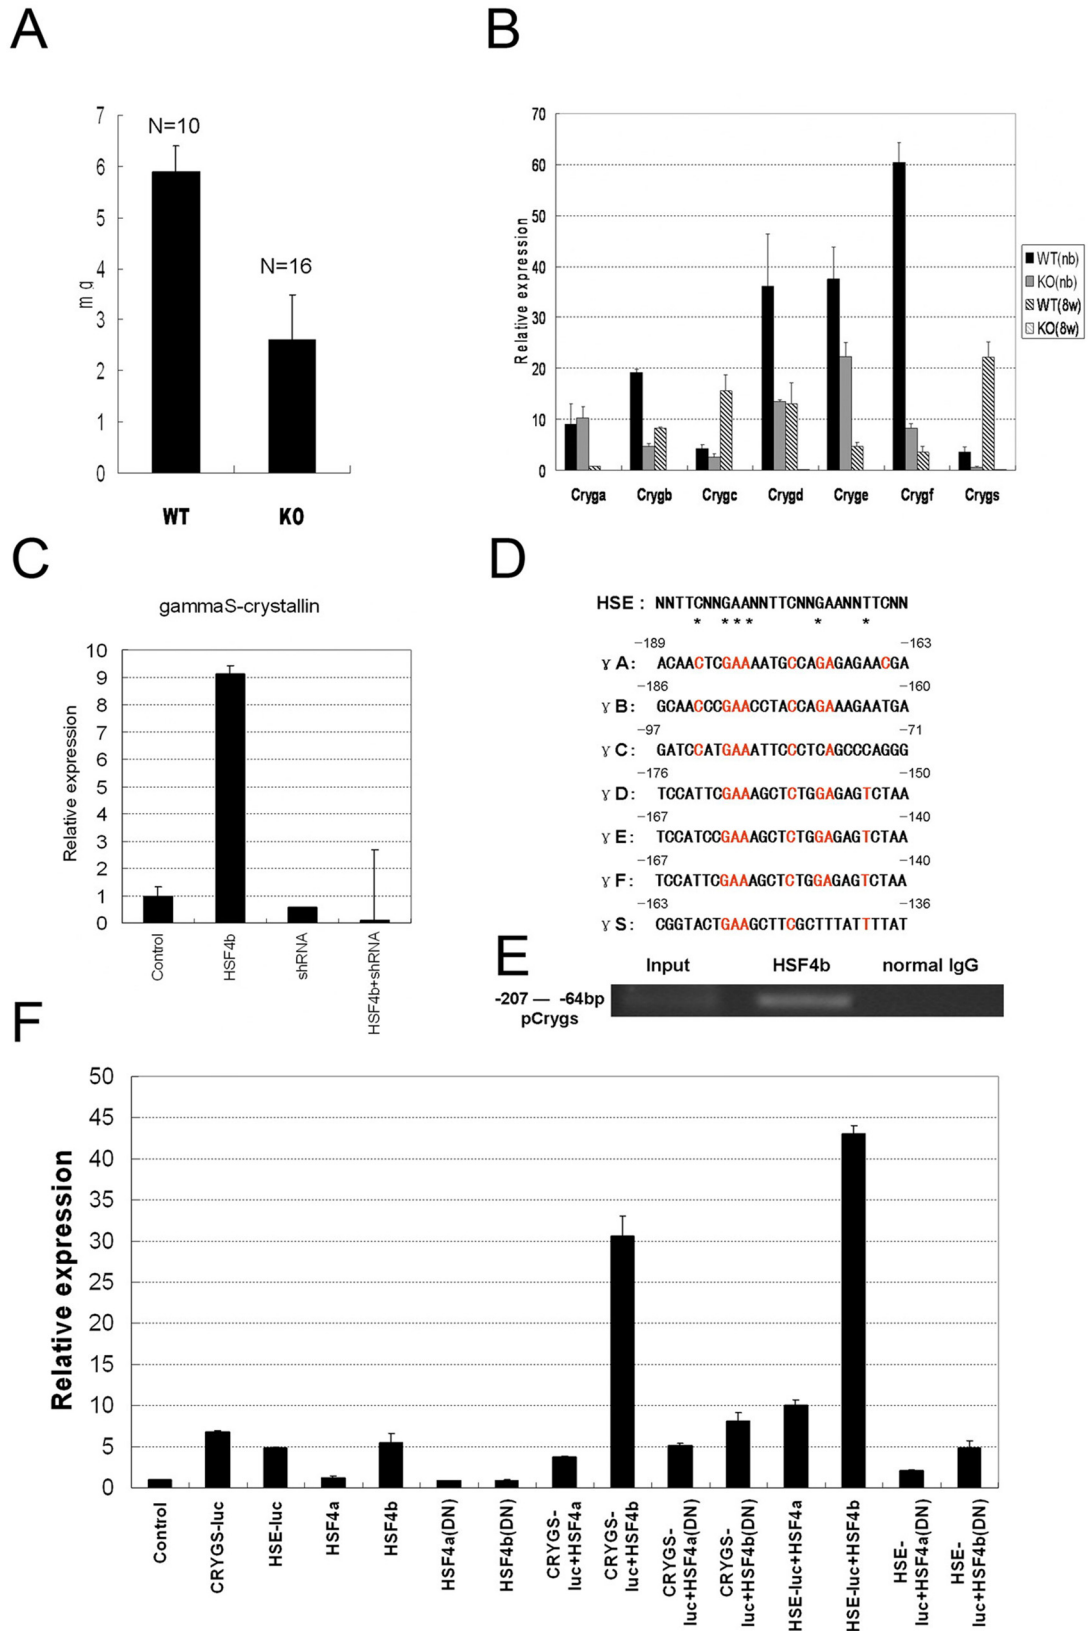 A
B
7
6
5
4
3
2
1
0
mg
N=10
N=16
WT
KO
70
60
50
40
30
20
10
0
Relative expression
WT(nb)
KO(nb)
WT(8w)
KO(8w)
Cryga
Crygb
Crygc
Crygd
Cryge
Crygf
Crygs
C
gammaS-crystallin
10
9
8
7
6
5
4
3
2
1
0
Relative expression
Control
HSF4b
shRNA
HSF4b+shRNA
D
HSE : NNTTCNNGAANNTTCNNGAANNTTCNN
* *** * *
−189 −163
γ A: ACAACTCGAAAATGCCAGAGAGAACGA
−186 −160
γ B: GCAACCCGAACCTACCAGAAAGAATGA
−97 −71
γ C: GATCCATGAAATTCCCTCAGCCCAGGG
−176 −150
γ D: TCCATTCGAAAGCTCTGGAGAGTCTAA
−167 −140
γ E: TCCATCCGAAAGCTCTGGAGAGTCTAA
−167 −140
γ F: TCCATTCGAAAGCTCTGGAGAGTCTAA
−163 −136
γ S: CGGTACTGAAGCTTCGCTTTATTTTAT
E
Input HSF4b normal IgG
-207 — -64bp
pCrygs
F
50
45
40
35
30
25
20
15
10
5
0
Relative expression
Control
CRYGS-luc
HSE-luc
HSF4a
HSF4b
HSF4a(DN)
HSF4b(DN)
CRYGS-
luc+HSF4a
CRYGS-
luc+HSF4b
CRYGS-
luc+HSF4a(DN)
CRYGS-
luc+HSF4b(DN)
HSE-luc+HSF4a
HSE-luc+HSF4b
HSE-
luc+HSF4a(DN)
HSE-
luc+HSF4b(DN)